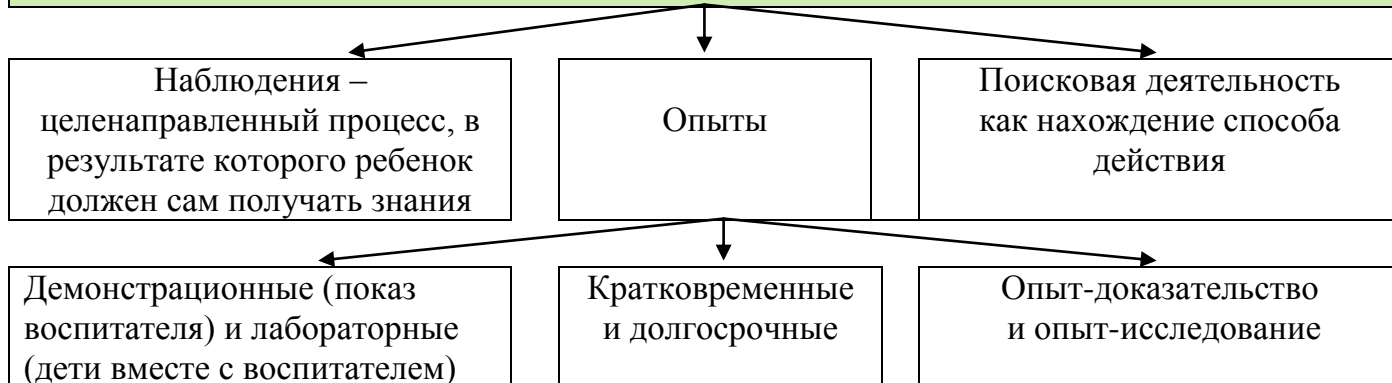 Наблюдения –
целенаправленный процесс, в
результате которого ребенок
должен сам получать знания
Опыты
Поисковая деятельность
как нахождение способа
действия
Демонстрационные (показ
воспитателя) и лабораторные
(дети вместе с воспитателем)
Кратковременные
и долгосрочные
Опыт-доказательство
и опыт-исследование